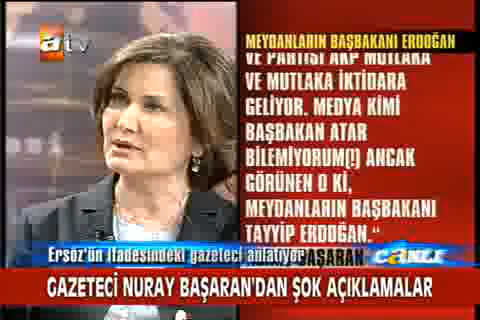 atv
MEYDANLARIN BAŞBAKANI ERDOĞAN
VE PARTİSİ AKP MUTLAKA
VE MUTLAKA İKTİDARA
GELİYOR. MEDYA KİMİ
BAŞBAKAN ATAR
BİLEMİYORUM(!) ANCAK
GÖRÜNEN O Kİ,
MEYDANLARIN BAŞBAKANI
TAYYİP ERDOĞAN."
BAŞARAN
Ersöz'ün ifadesindeki gazeteci anlatıyor
CANLI
GAZETECİ NURAY BAŞARAN'DAN ŞOK AÇIKLAMALAR